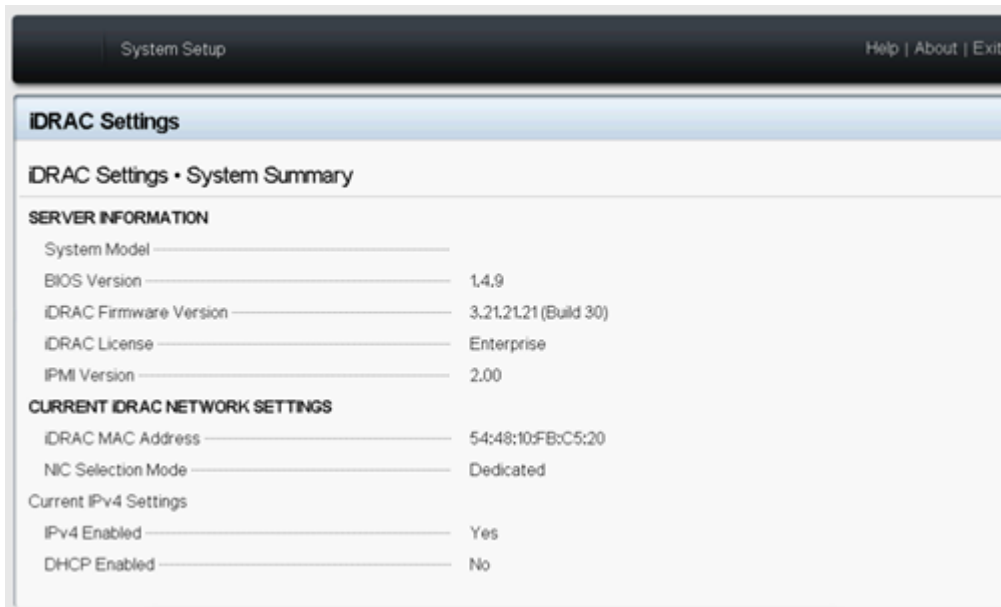 System Setup
Help | About | Exit
iDRAC Settings
iDRAC Settings • System Summary
SERVER INFORMATION
System Model
BIOS Version 1.4.9
iDRAC Firmware Version 3.21.21.21 (Build 30)
iDRAC License Enterprise
IPMI Version 2.00
CURRENT iDRAC NETWORK SETTINGS
iDRAC MAC Address 54:48:10:FB:C5:20
NIC Selection Mode Dedicated
Current IPv4 Settings
IPv4 Enabled Yes
DHCP Enabled No